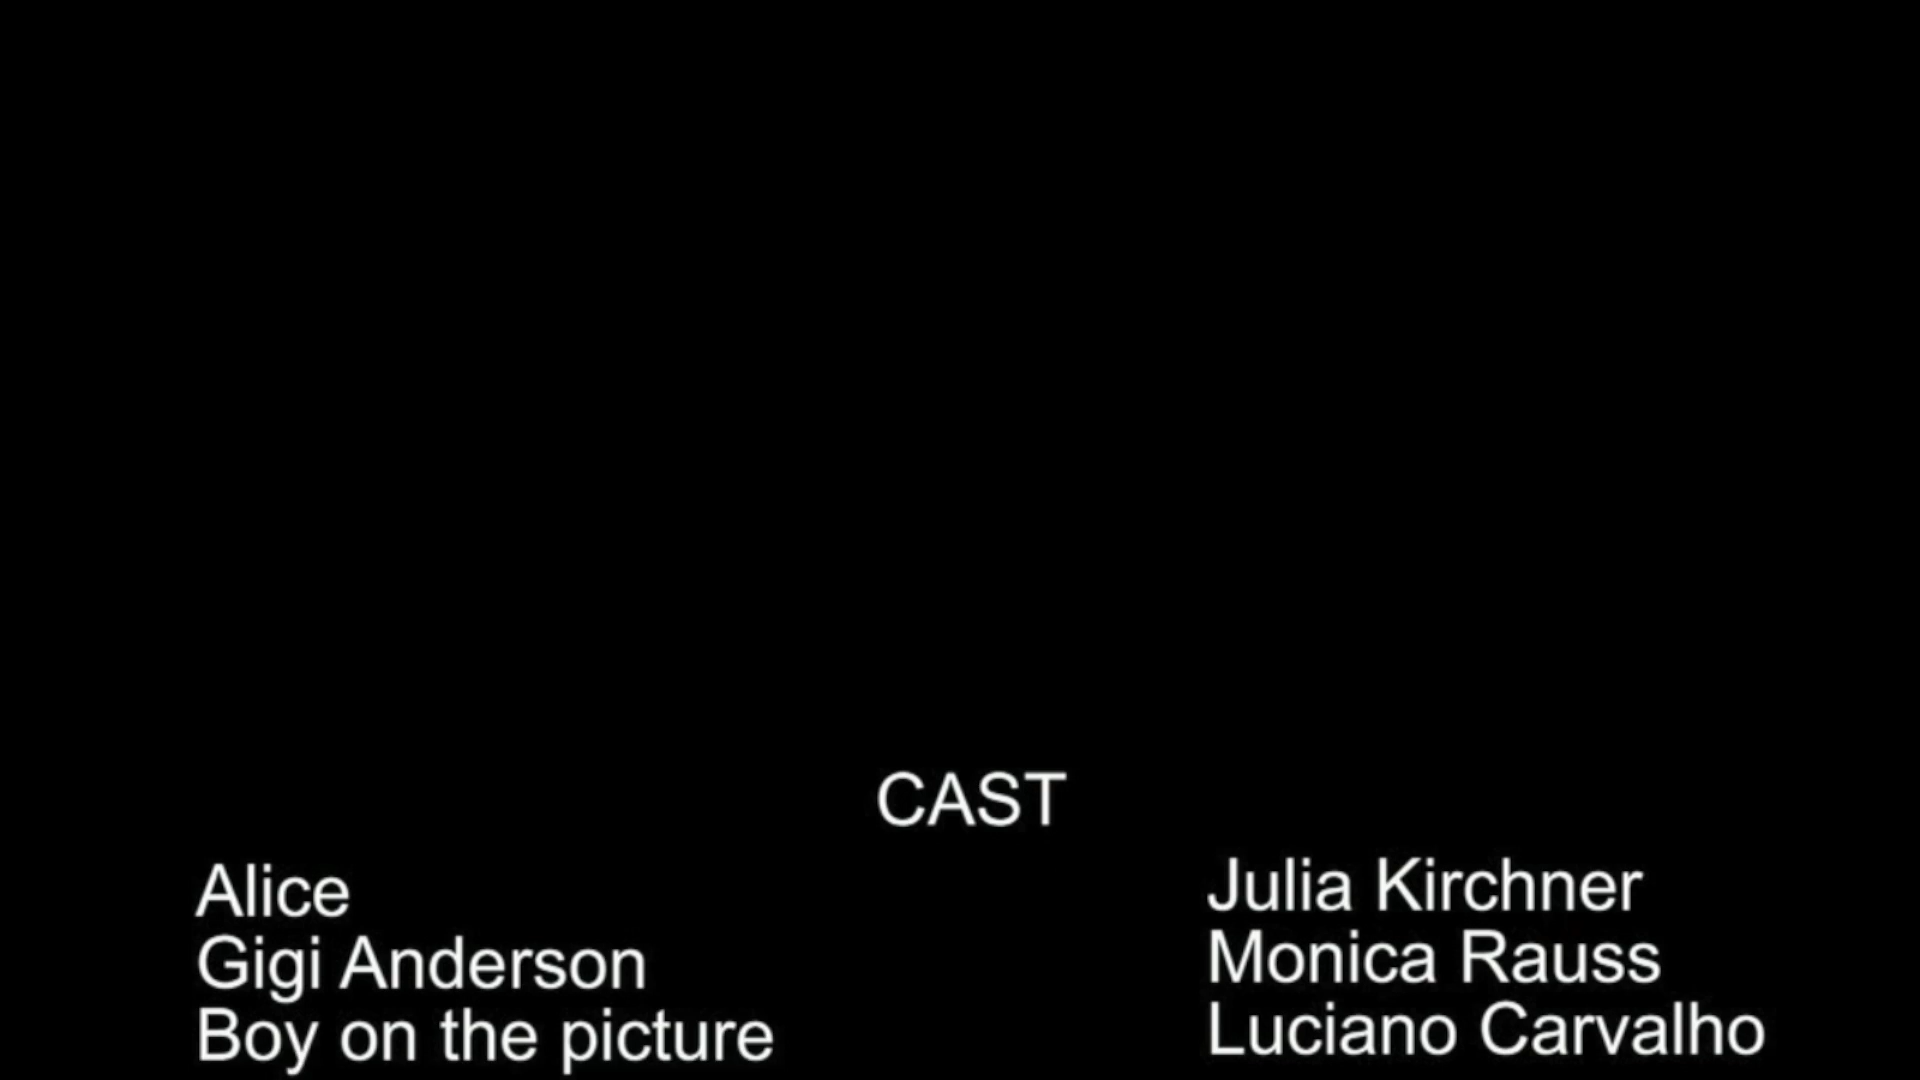 CAST
Alice Julia Kirchner
Gigi Anderson Monica Rauss
Boy on the picture Luciano Carvalho